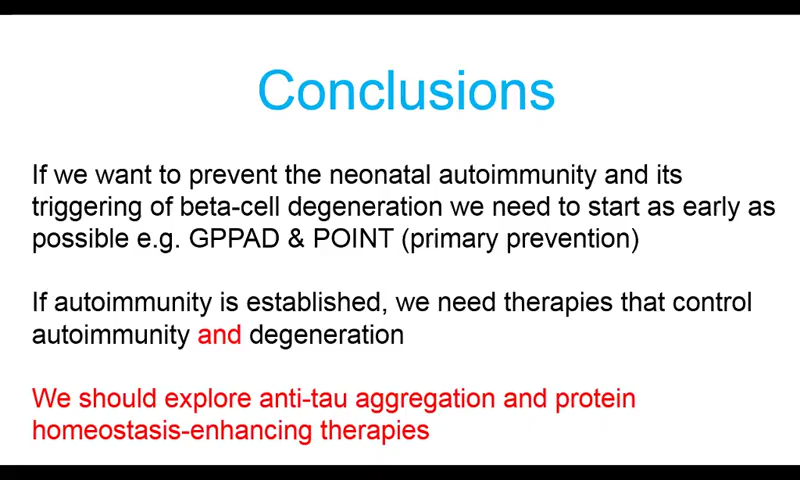 Conclusions
If we want to prevent the neonatal autoimmunity and its
triggering of beta-cell degeneration we need to start as early as
possible e.g. GPPAD & POINT (primary prevention)
If autoimmunity is established, we need therapies that control
autoimmunity and degeneration
We should explore anti-tau aggregation and protein
homeostasis-enhancing therapies